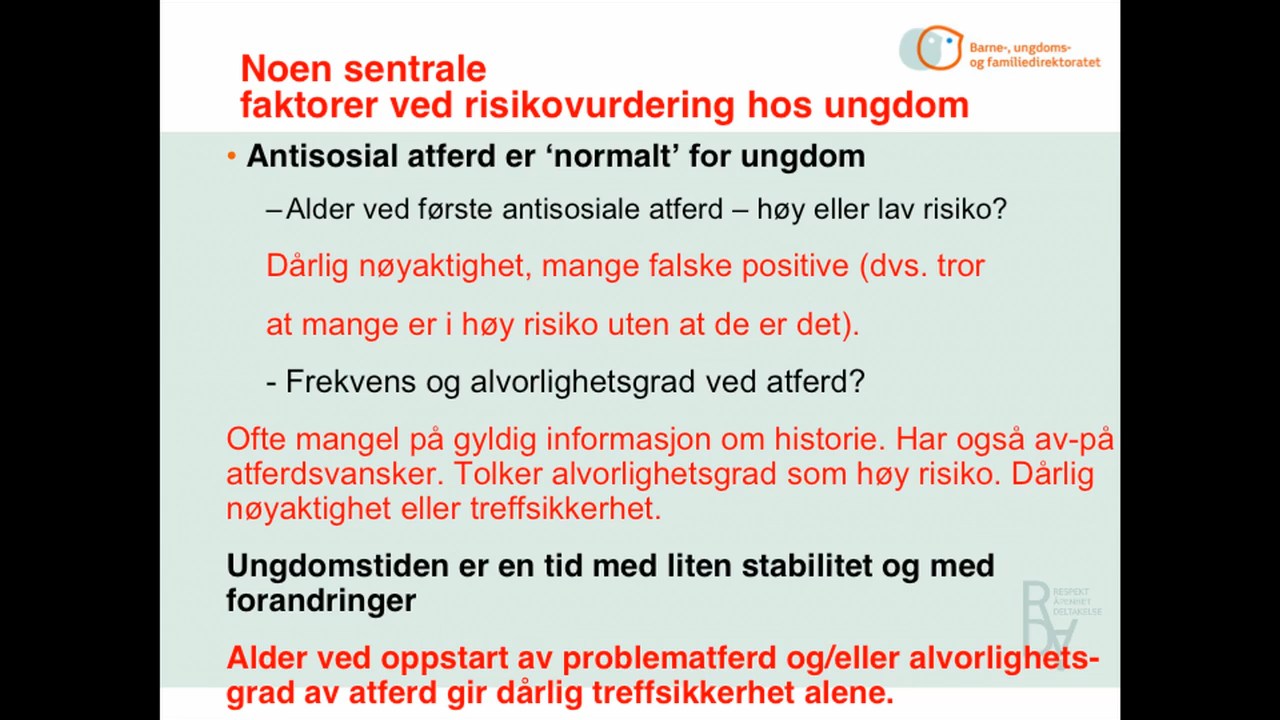 Noen sentrale
faktorer ved risikovurdering hos ungdom
Barne-, ungdoms-
og familiedirektoratet
• Antisosial atferd er ‘normalt’ for ungdom
–Alder ved første antisosiale atferd – høy eller lav risiko?
Dårlig nøyaktighet, mange falske positive (dvs. tror
at mange er i høy risiko uten at de er det).
- Frekvens og alvorlighetsgrad ved atferd?
Ofte mangel på gyldig informasjon om historie. Har også av-på
atferdsvansker. Tolker alvorlighetsgrad som høy risiko. Dårlig
nøyaktighet eller treffsikkerhet.
Ungdomstiden er en tid med liten stabilitet og med
forandringer
RESPEKT
ÅPENHET
DELTAKELSE
Alder ved oppstart av problematferd og/eller alvorlighets-
grad av atferd gir dårlig treffsikkerhet alene.